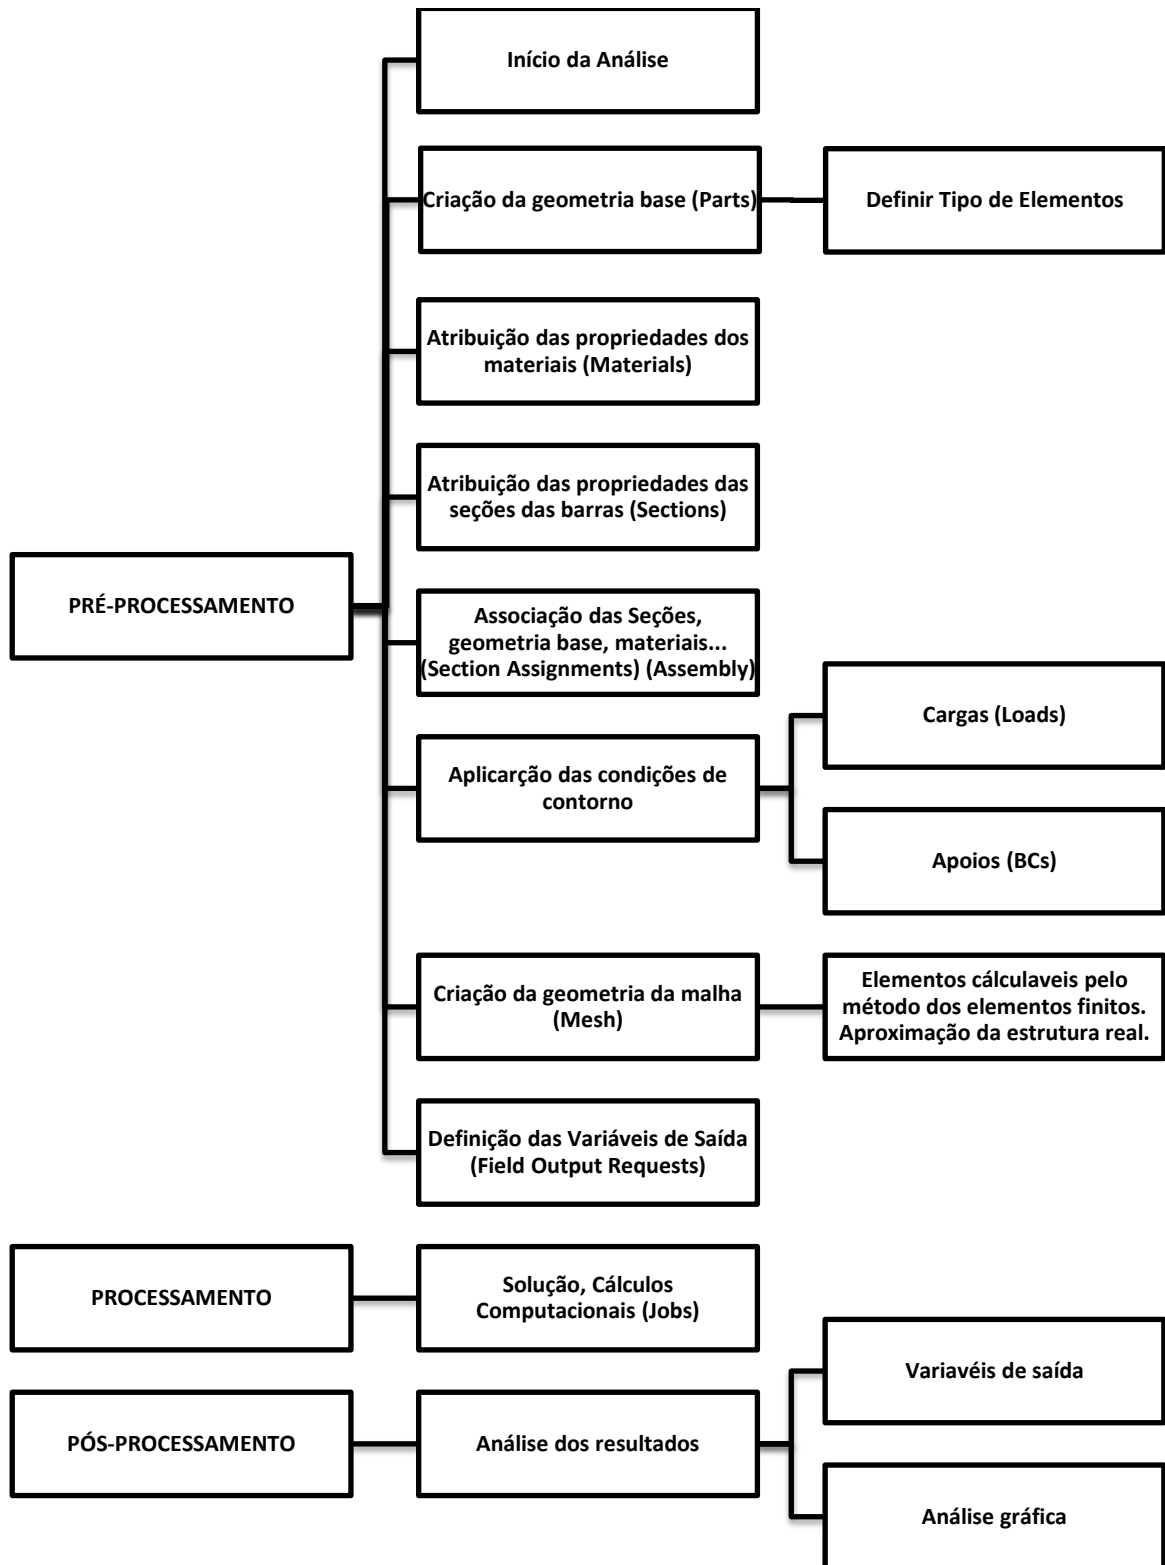 Início da Análise
Criação da geometria base (Parts)
Definir Tipo de Elementos
Atribuição das propriedades dos
materiais (Materials)
Atribuição das propriedades das
seções das barras (Sections)
PRÉ-PROCESSAMENTO
Associação das Seções,
geometria base, materiais...
(Section Assignments) (Assembly)
Aplicarção das condições de
contorno
Cargas (Loads)
Apoios (BCs)
Criação da geometria da malha
(Mesh)
Elementos cálculaveis pelo
método dos elementos finitos.
Aproximação da estrutura real.
Definição das Variáveis de Saída
(Field Output Requests)
PROCESSAMENTO
Solução, Cálculos
Computacionais (Jobs)
PÓS-PROCESSAMENTO
Análise dos resultados
Variavéis de saída
Análise gráfica